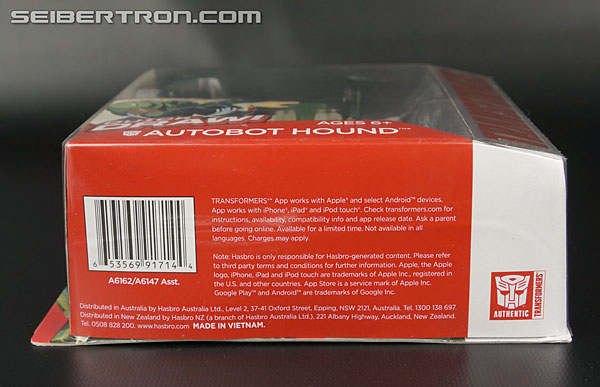 SEIBERTRON.COM
AGES 6+
AUTOBOT HOUND™
TRANSFORMERS™ App works with Apple® and select Android™ devices.
App works with iPhone®, iPad® and iPod touch®. Check transformers.com for
instructions, availability, compatibility info and app release date. Ask a parent
before going online. Available for a limited time. Not available in all
languages. Charges may apply.
Note: Hasbro is only responsible for Hasbro-generated content. Please refer
to third party terms and conditions for further information. Apple, the Apple
logo, iPhone, iPad and iPod touch are trademarks of Apple Inc., registered in
the U.S. and other countries. App Store is a service mark of Apple Inc.
Google Play™ and Android™ are trademarks of Google Inc.
6 53569 91714 4
A6162/A6147 Asst.
Distributed in Australia by Hasbro Australia Ltd., Level 2, 37-41 Oxford Street, Epping, NSW 2121, Australia. Tel. 1300 138 697.
Distributed in New Zealand by Hasbro NZ (a branch of Hasbro Australia Ltd.), 221 Albany Highway, Auckland, New Zealand.
Tel. 0508 828 200. www.hasbro.com MADE IN VIETNAM.
AUTHENTIC
TRANSFORMERS